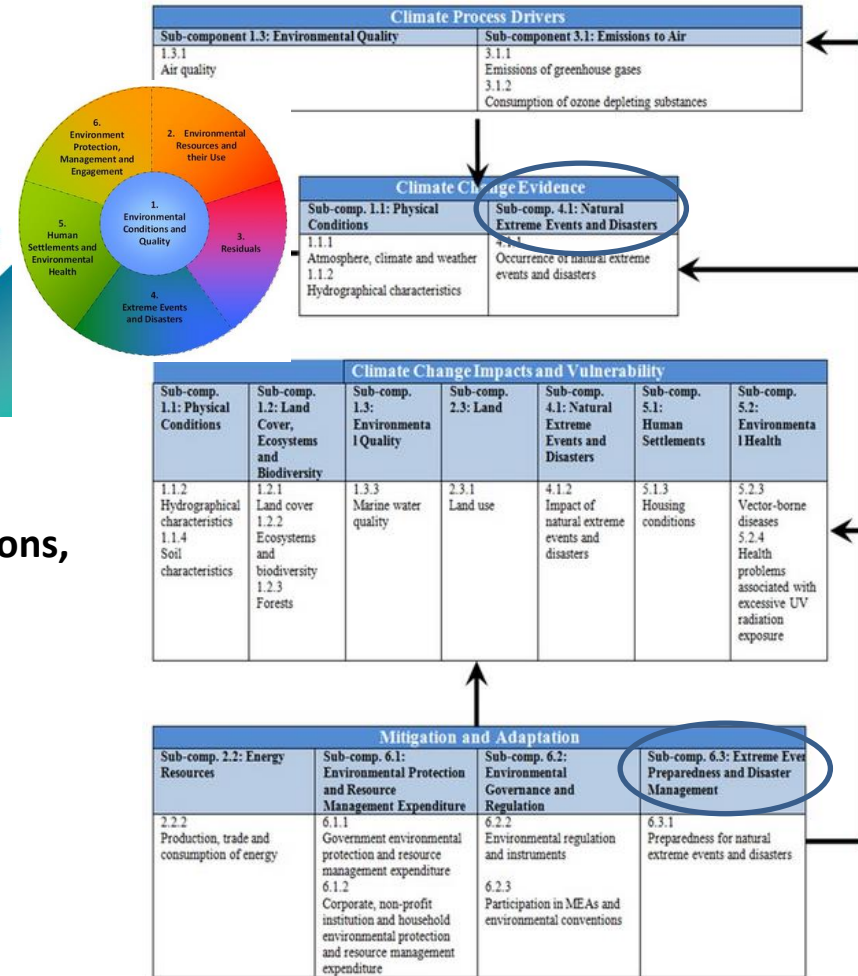 Climate Process Drivers
Sub-component 1.3: Environmental Quality
1.3.1
Air quality
Sub-component 3.1: Emissions to Air
3.1.1
Emissions of greenhouse gases
3.1.2
Consumption of ozone depleting substances
6.
Environment
Protection,
Management and
Engagement
2. Environmental
Resources and
their Use
1.
Environmental
Conditions and
Quality
5.
Human
Settlements and
Environmental
Health
3.
Residuals
4.
Extreme Events
and Disasters
Climate Change Evidence
Sub-comp. 1.1: Physical
Conditions
1.1.1
Atmosphere, climate and weather
1.1.2
Hydrographical characteristics
Sub-comp. 4.1: Natural
Extreme Events and Disasters
4.1.1
Occurrence of natural extreme
events and disasters
ons,
Climate Change Impacts and Vulnerability
Sub-comp.
1.1: Physical
Conditions
1.1.2
Hydrographical
characteristics
1.1.4
Soil
characteristics
Sub-comp.
1.2: Land
Cover,
Ecosystems
and
Biodiversity
1.2.1
Land cover
1.2.2
Ecosystems
and
biodiversity
1.2.3
Forests
Sub-comp.
1.3:
Environmenta
l Quality
1.3.3
Marine water
quality
Sub-comp.
2.3: Land
2.3.1
Land use
Sub-comp.
4.1: Natural
Extreme
Events and
Disasters
4.1.2
Impact of
natural extreme
events and
disasters
Sub-comp.
5.1:
Human
Settlements
5.1.3
Housing
conditions
Sub-comp.
5.2:
Environmenta
l Health
5.2.3
Vector-borne
diseases
5.2.4
Health
problems
associated with
excessive UV
radiation
exposure
Mitigation and Adaptation
Sub-comp. 2.2: Energy
Resources
2.2.2
Production, trade and
consumption of energy
Sub-comp. 6.1:
Environmental Protection
and Resource
Management Expenditure
6.1.1
Government environmental
protection and resource
management expenditure
6.1.2
Corporate, non-profit
institution and household
environmental protection
and resource management
expenditure
Sub-comp. 6.2:
Environmental
Governance and
Regulation
6.2.2
Environmental regulation
and instruments
6.2.3
Participation in MEAs and
environmental conventions
Sub-comp. 6.3: Extreme Even
Preparedness and Disaster
Management
6.3.1
Preparedness for natural
extreme events and disasters